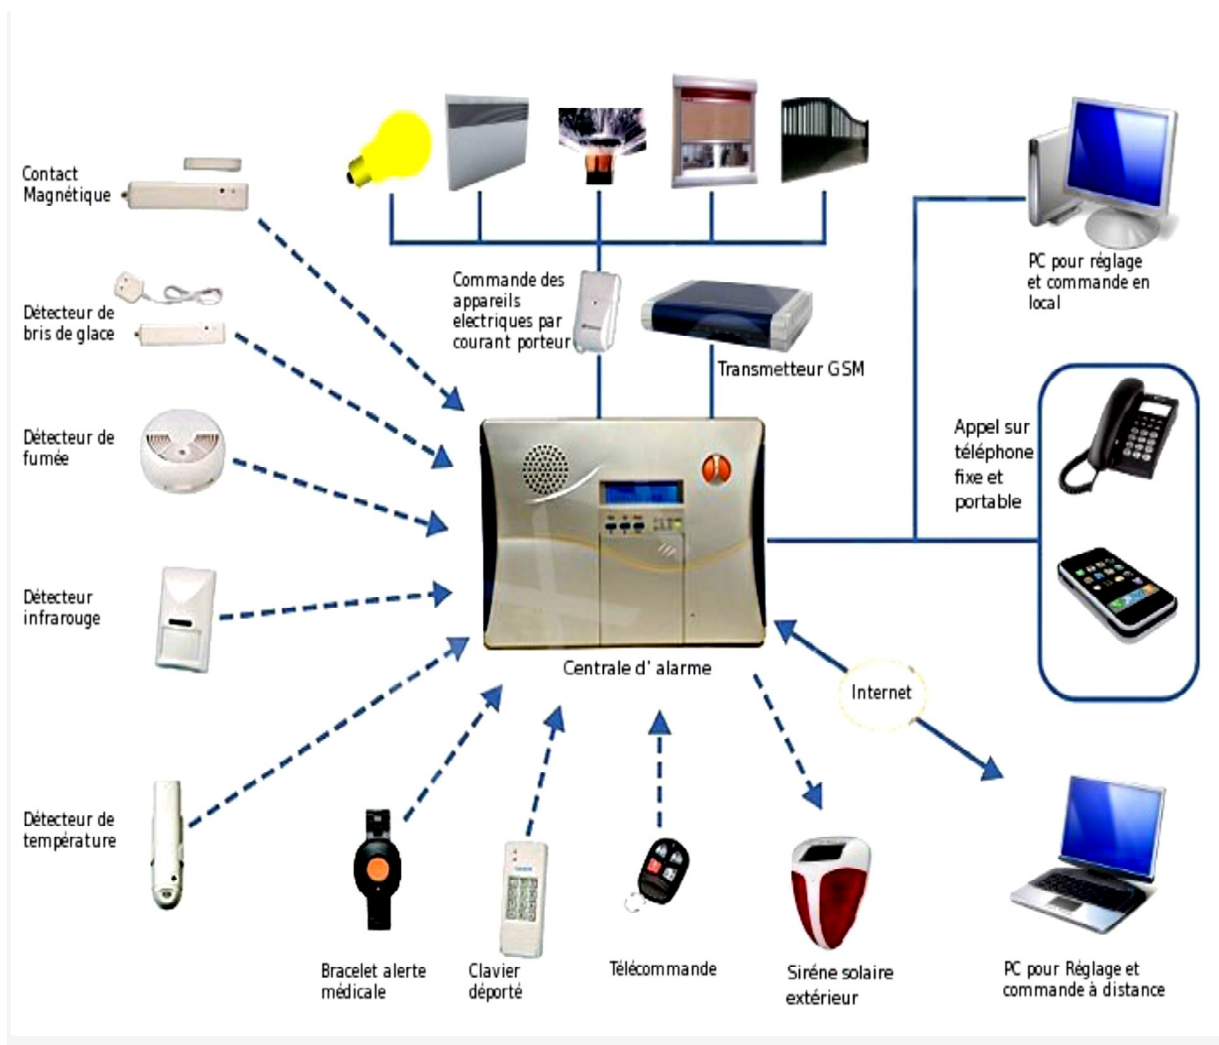 Contact
Magnétique
Détecteur de
bris de glace
Détecteur de
fumée
Détecteur
infrarouge
Détecteur de
température
Commande des
appareils
electriques par
courant porteur
Transmetteur GSM
PC pour réglage
et commande en
local
Appel sur
téléphone
fixe et
portable
Centrale d' alarme
Internet
Bracelet alerte
médicale
Clavier
déporté
Télécommande
Siréne solaire
extérieur
PC pour Réglage et
commande à distance